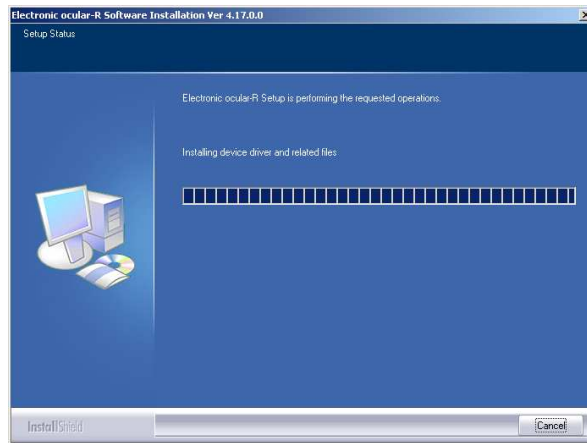 Electronic ocular-R Software Installation Ver 4.17.0.0
Setup Status
Electronic ocular-R Setup is performing the requested operations.
Installing device driver and related files
InstallShield
Cancel